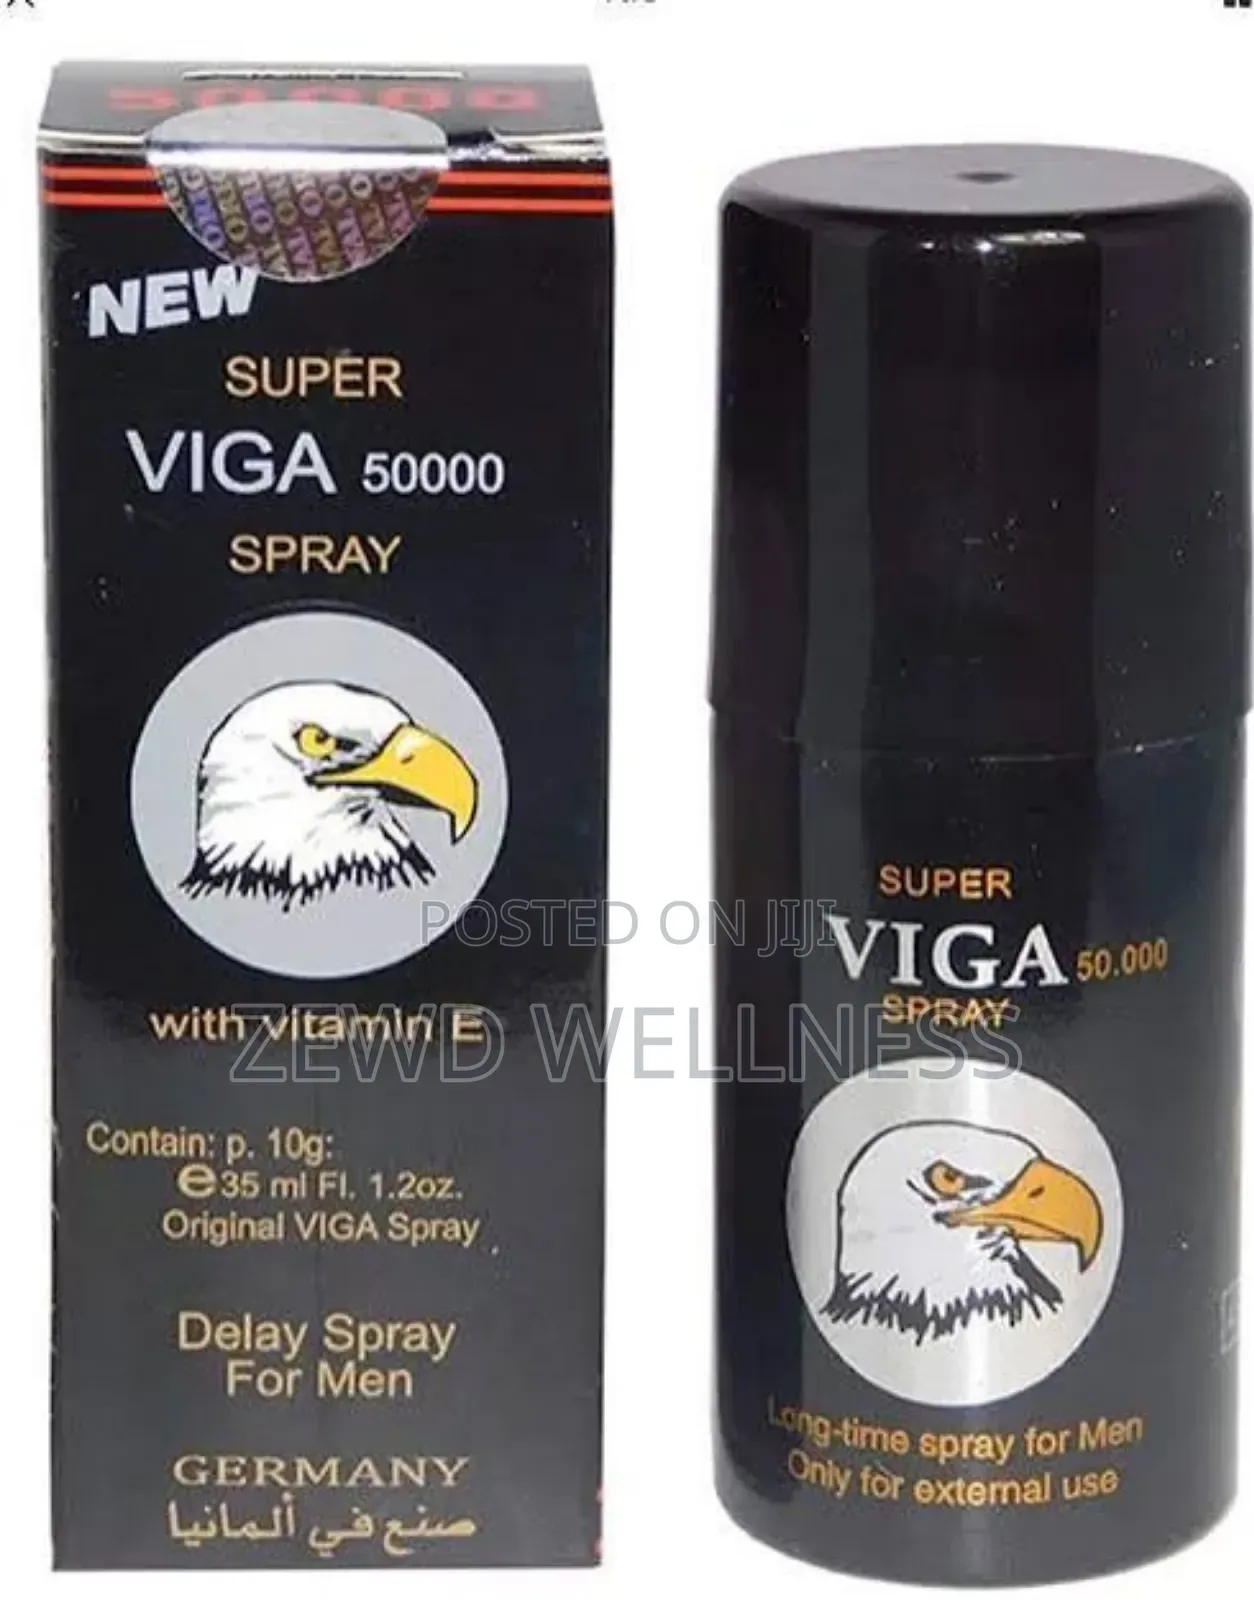 50000
NEW
SUPER
VIGA 50000
SPRAY
with vitamin E
Contain: p. 10g:
e 35 ml Fl. 1.2oz.
Original VIGA Spray
Delay Spray
For Men
GERMANY
صنع في ألمانيا
SUPER
VIGA 50.000
SPRAY
Long-time spray for Men
Only for external use
POSTED ON JIJI
ZEWD WELLNESS